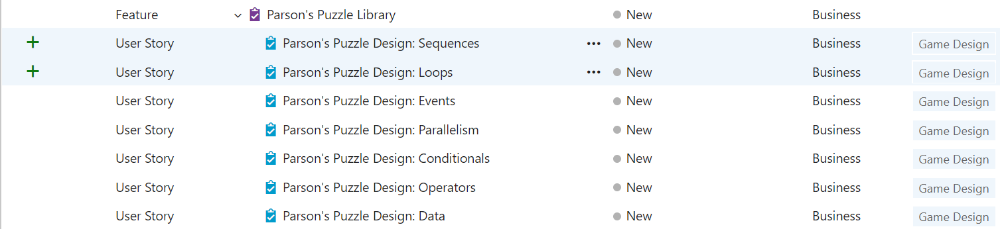 Feature Parson's Puzzle Library New Business
User Story Parson's Puzzle Design: Sequences ••• New Business Game Design
User Story Parson's Puzzle Design: Loops ••• New Business Game Design
User Story Parson's Puzzle Design: Events New Business Game Design
User Story Parson's Puzzle Design: Parallelism New Business Game Design
User Story Parson's Puzzle Design: Conditionals New Business Game Design
User Story Parson's Puzzle Design: Operators New Business Game Design
User Story Parson's Puzzle Design: Data New Business Game Design